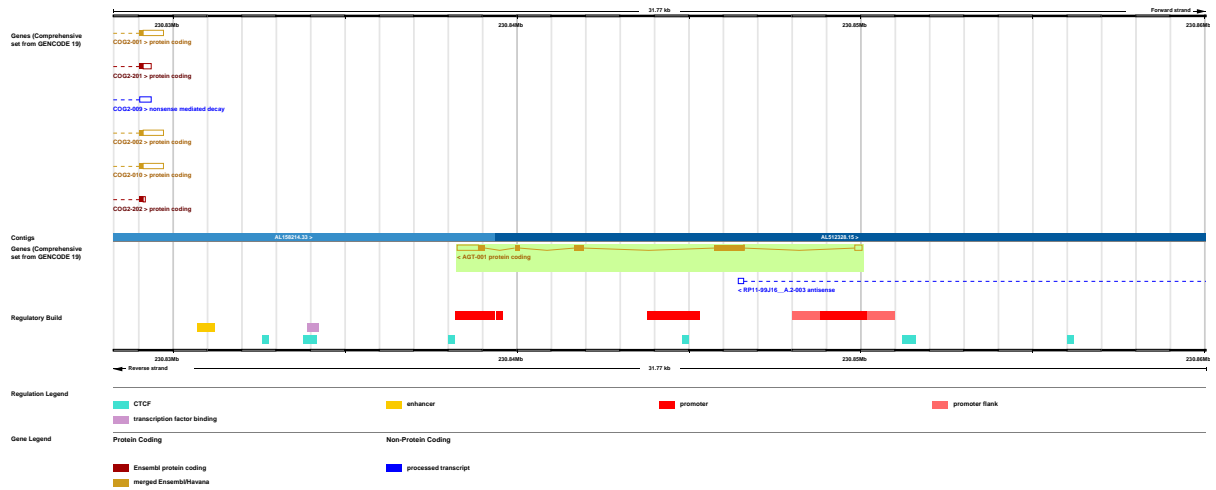 31.77 kb
Forward strand
230.83Mb
230.84Mb
230.85Mb
230.86Mb
Genes (Comprehensive
set from GENCODE 19)
COG2-001 > protein coding
COG2-201 > protein coding
COG2-009 > nonsense mediated decay
COG2-002 > protein coding
COG2-010 > protein coding
COG2-202 > protein coding
Contigs
AL158214.33 >
AL512328.15 >
Genes (Comprehensive
set from GENCODE 19)
< AGT-001 protein coding
< RP11-99J16__A.2-003 antisense
Regulatory Build
230.83Mb
230.84Mb
230.85Mb
230.86Mb
Reverse strand
31.77 kb
Regulation Legend
CTCF
enhancer
promoter
promoter flank
transcription factor binding
Gene Legend
Protein Coding
Non-Protein Coding
Ensembl protein coding
processed transcript
merged Ensembl/Havana